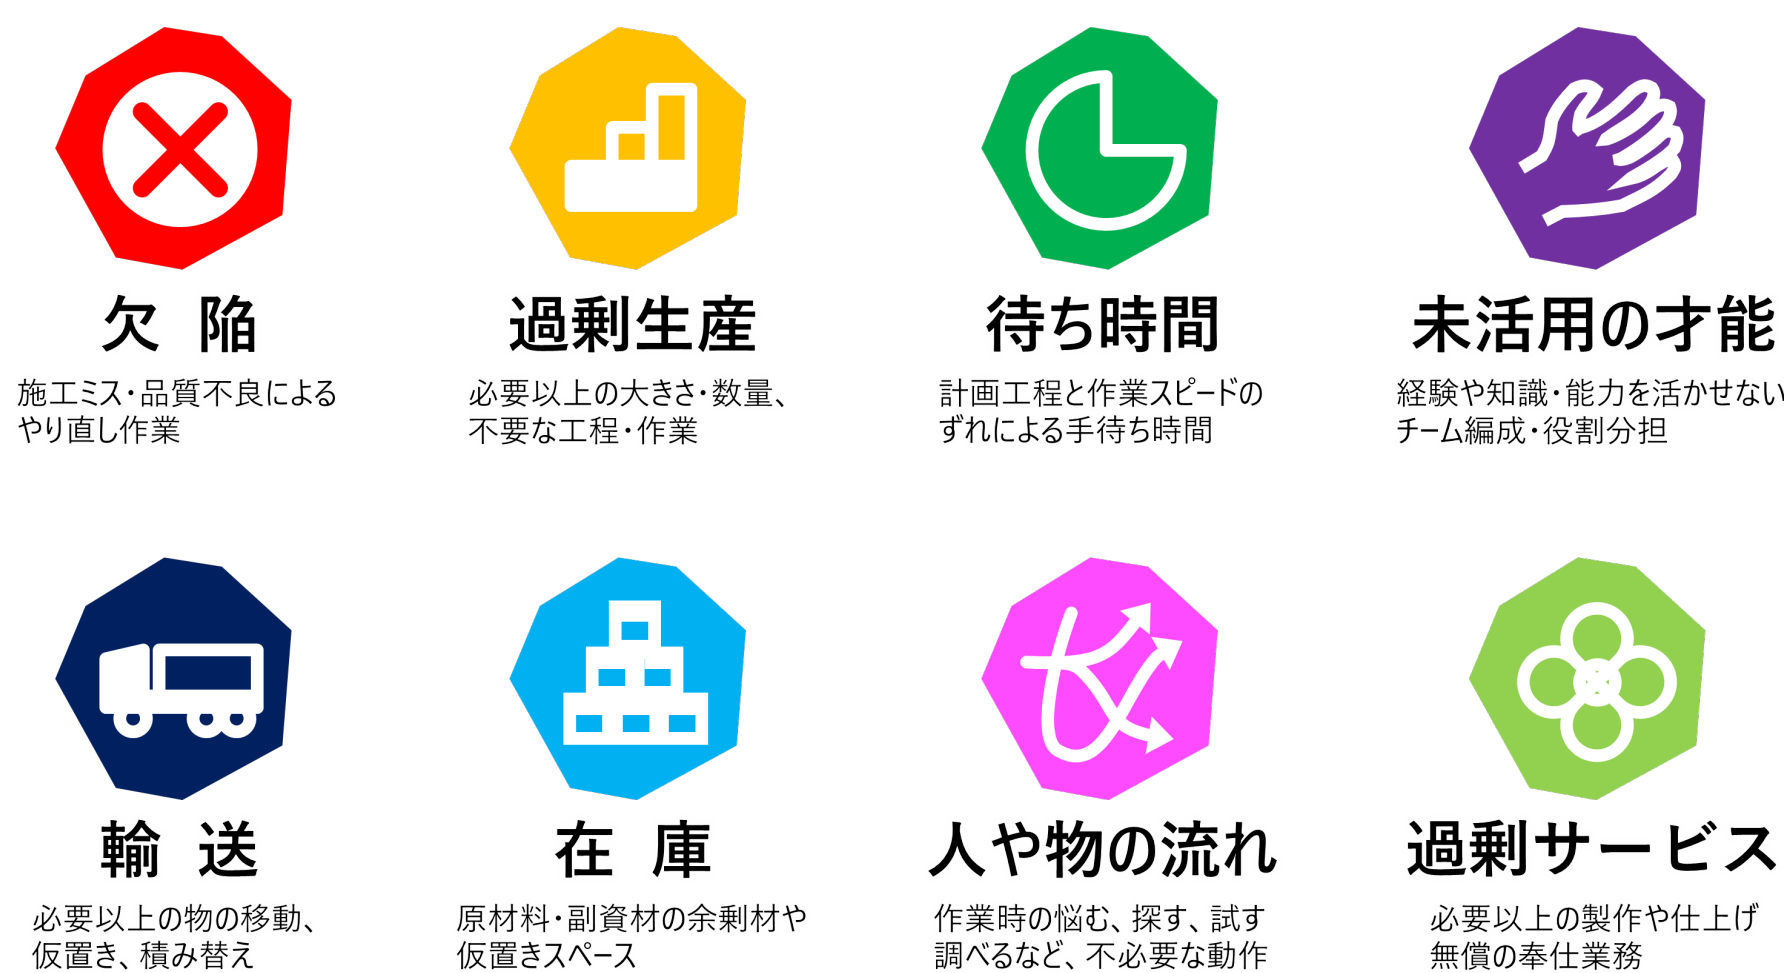 欠 陥
施工ミス・品質不良による
やり直し作業
過剰生産
必要以上の大きさ・数量、
不要な工程・作業
待ち時間
計画工程と作業スピードの
ずれによる手待ち時間
未活用の才能
経験や知識・能力を活かせない
チーム編成・役割分担
輸 送
必要以上の物の移動、
仮置き、積み替え
在 庫
原材料・副資材の余剰材や
仮置きスペース
人や物の流れ
作業時の悩む、探す、試す
調べるなど、不必要な動作
過剰サービス
必要以上の製作や仕上げ
無償の奉仕業務